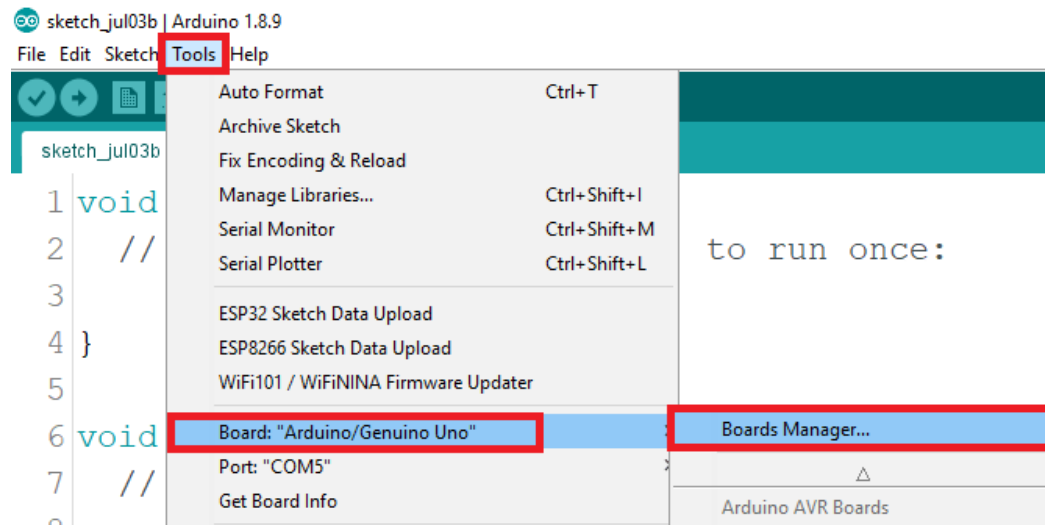 sketch_jul03b | Arduino 1.8.9
File Edit Sketch Tools Help
sketch_jul03b
Auto Format Ctrl+T
Archive Sketch
Fix Encoding & Reload
Manage Libraries... Ctrl+Shift+I
Serial Monitor Ctrl+Shift+M
Serial Plotter Ctrl+Shift+L
ESP32 Sketch Data Upload
ESP8266 Sketch Data Upload
WiFi101 / WiFiNINA Firmware Updater
Board: "Arduino/Genuino Uno"
Port: "COM5"
Get Board Info
Boards Manager...
Arduino AVR Boards
1 void
2 // to run once:
3
4 }
5
6 void
7 //